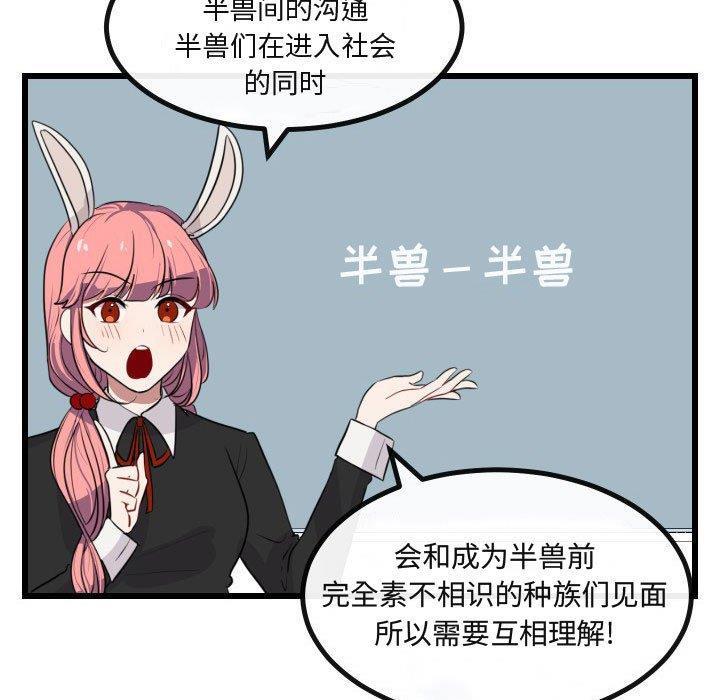 半兽间的沟通
半兽们在进入社会
的同时
半兽－半兽
会和成为半兽前
完全素不相识的种族们见面
所以需要互相理解!